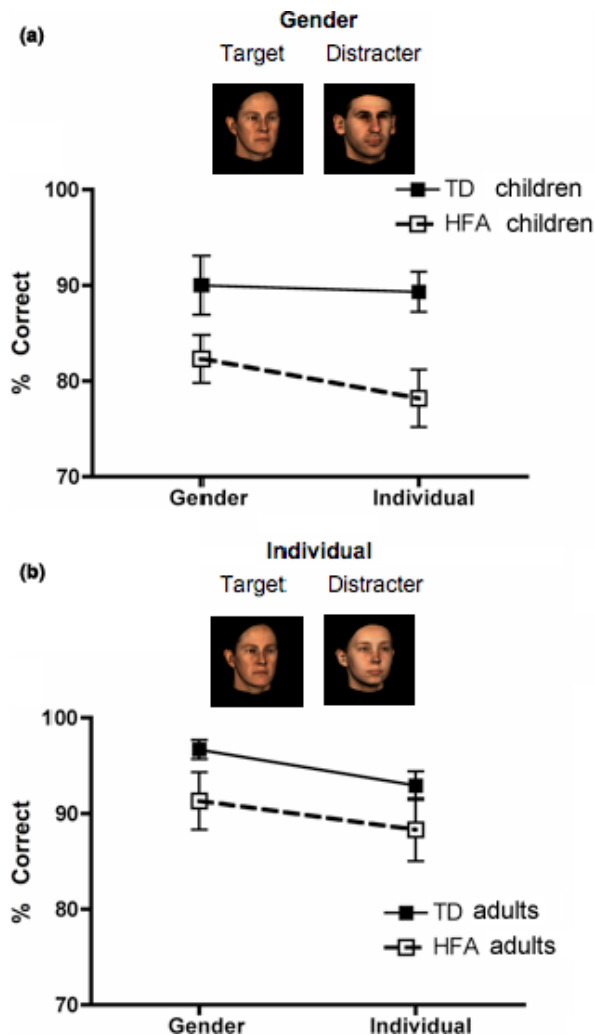 (a)
Gender
Target Distracter
TD children
HFA children
100
90
80
70
% Correct
Gender Individual
(b)
Individual
Target Distracter
100
90
80
70
% Correct
TD adults
HFA adults
Gender Individual